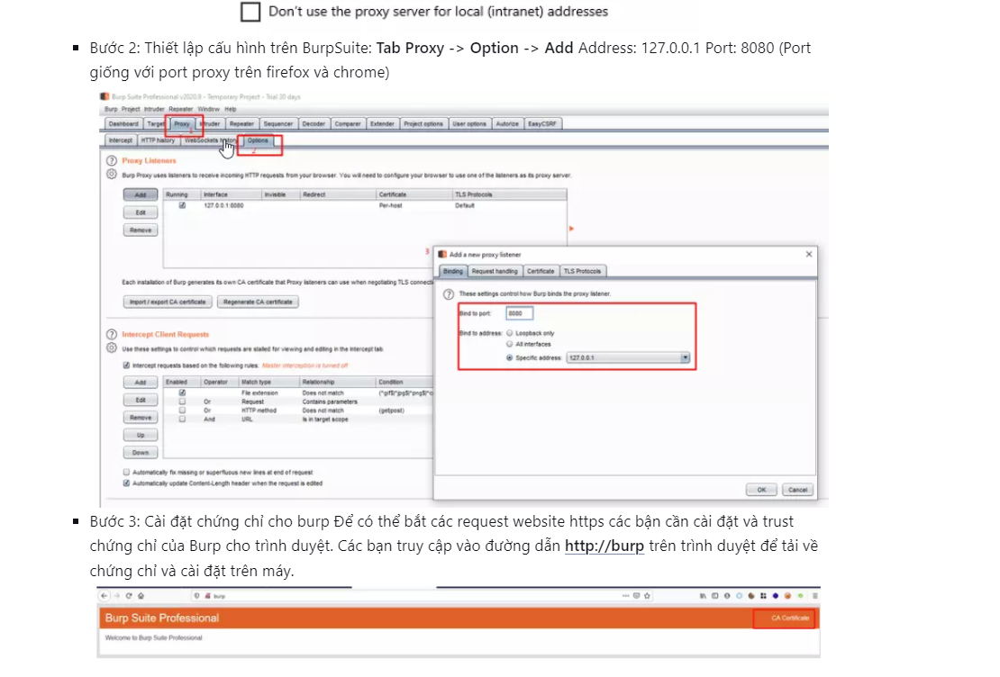 Don't use the proxy server for local (intranet) addresses
Bước 2: Thiết lập cấu hình trên BurpSuite: Tab Proxy -> Option -> Add Address: 127.0.0.1 Port: 8080 (Port
giống với port proxy trên firefox và chrome)
Burp Suite Professional v2020.9 - Temporary Project - Trial 30 days
Burp Project Intruder Repeater Window Help
Dashboard Target Proxy Intruder Repeater Sequencer Decoder Comparer Extender Project options User options Autorize EasyCSRF
1
Intercept HTTP history WebSockets history Options
2
Proxy Listeners
Burp Proxy uses listeners to receive incoming HTTP requests from your browser. You will need to configure your browser to use one of the listeners as its proxy server.
Add Running Interface Invisible Redirect Certificate TLS Protocols
127.0.0.1:8080 Per-host Default
Edit
Remove
3
Add a new proxy listener
Binding Request handling Certificate TLS Protocols
These settings control how Burp binds the proxy listener.
Bind to port: 8080
Bind to address: Loopback only
All interfaces
Specific address: 127.0.0.1
OK Cancel
Each installation of Burp generates its own CA certificate that Proxy listeners can use when negotiating TLS connecti
Import / export CA certificate Regenerate CA certificate
Intercept Client Requests
Use these settings to control which requests are stalled for viewing and editing in the Intercept tab.
Intercept requests based on the following rules: Master interception is turned off
Add Enabled Operator Match type Relationship Condition
File extension Does not match
Edit Or Request Contains parameters
Or HTTP method Does not match (get|post)
Remove And URL Is in target scope
Up
Down
Automatically fix missing or superfluous new lines at end of request
Automatically update Content-Length header when the request is edited
Bước 3: Cài đặt chứng chỉ cho burp Để có thể bắt các request website https các bận cần cài đặt và trust
chứng chỉ của Burp cho trình duyệt. Các bạn truy cập vào đường dẫn http://burp trên trình duyệt để tải về
chứng chỉ và cài đặt trên máy.
burp
Burp Suite Professional CA Certificate
Welcome to Burp Suite Professional